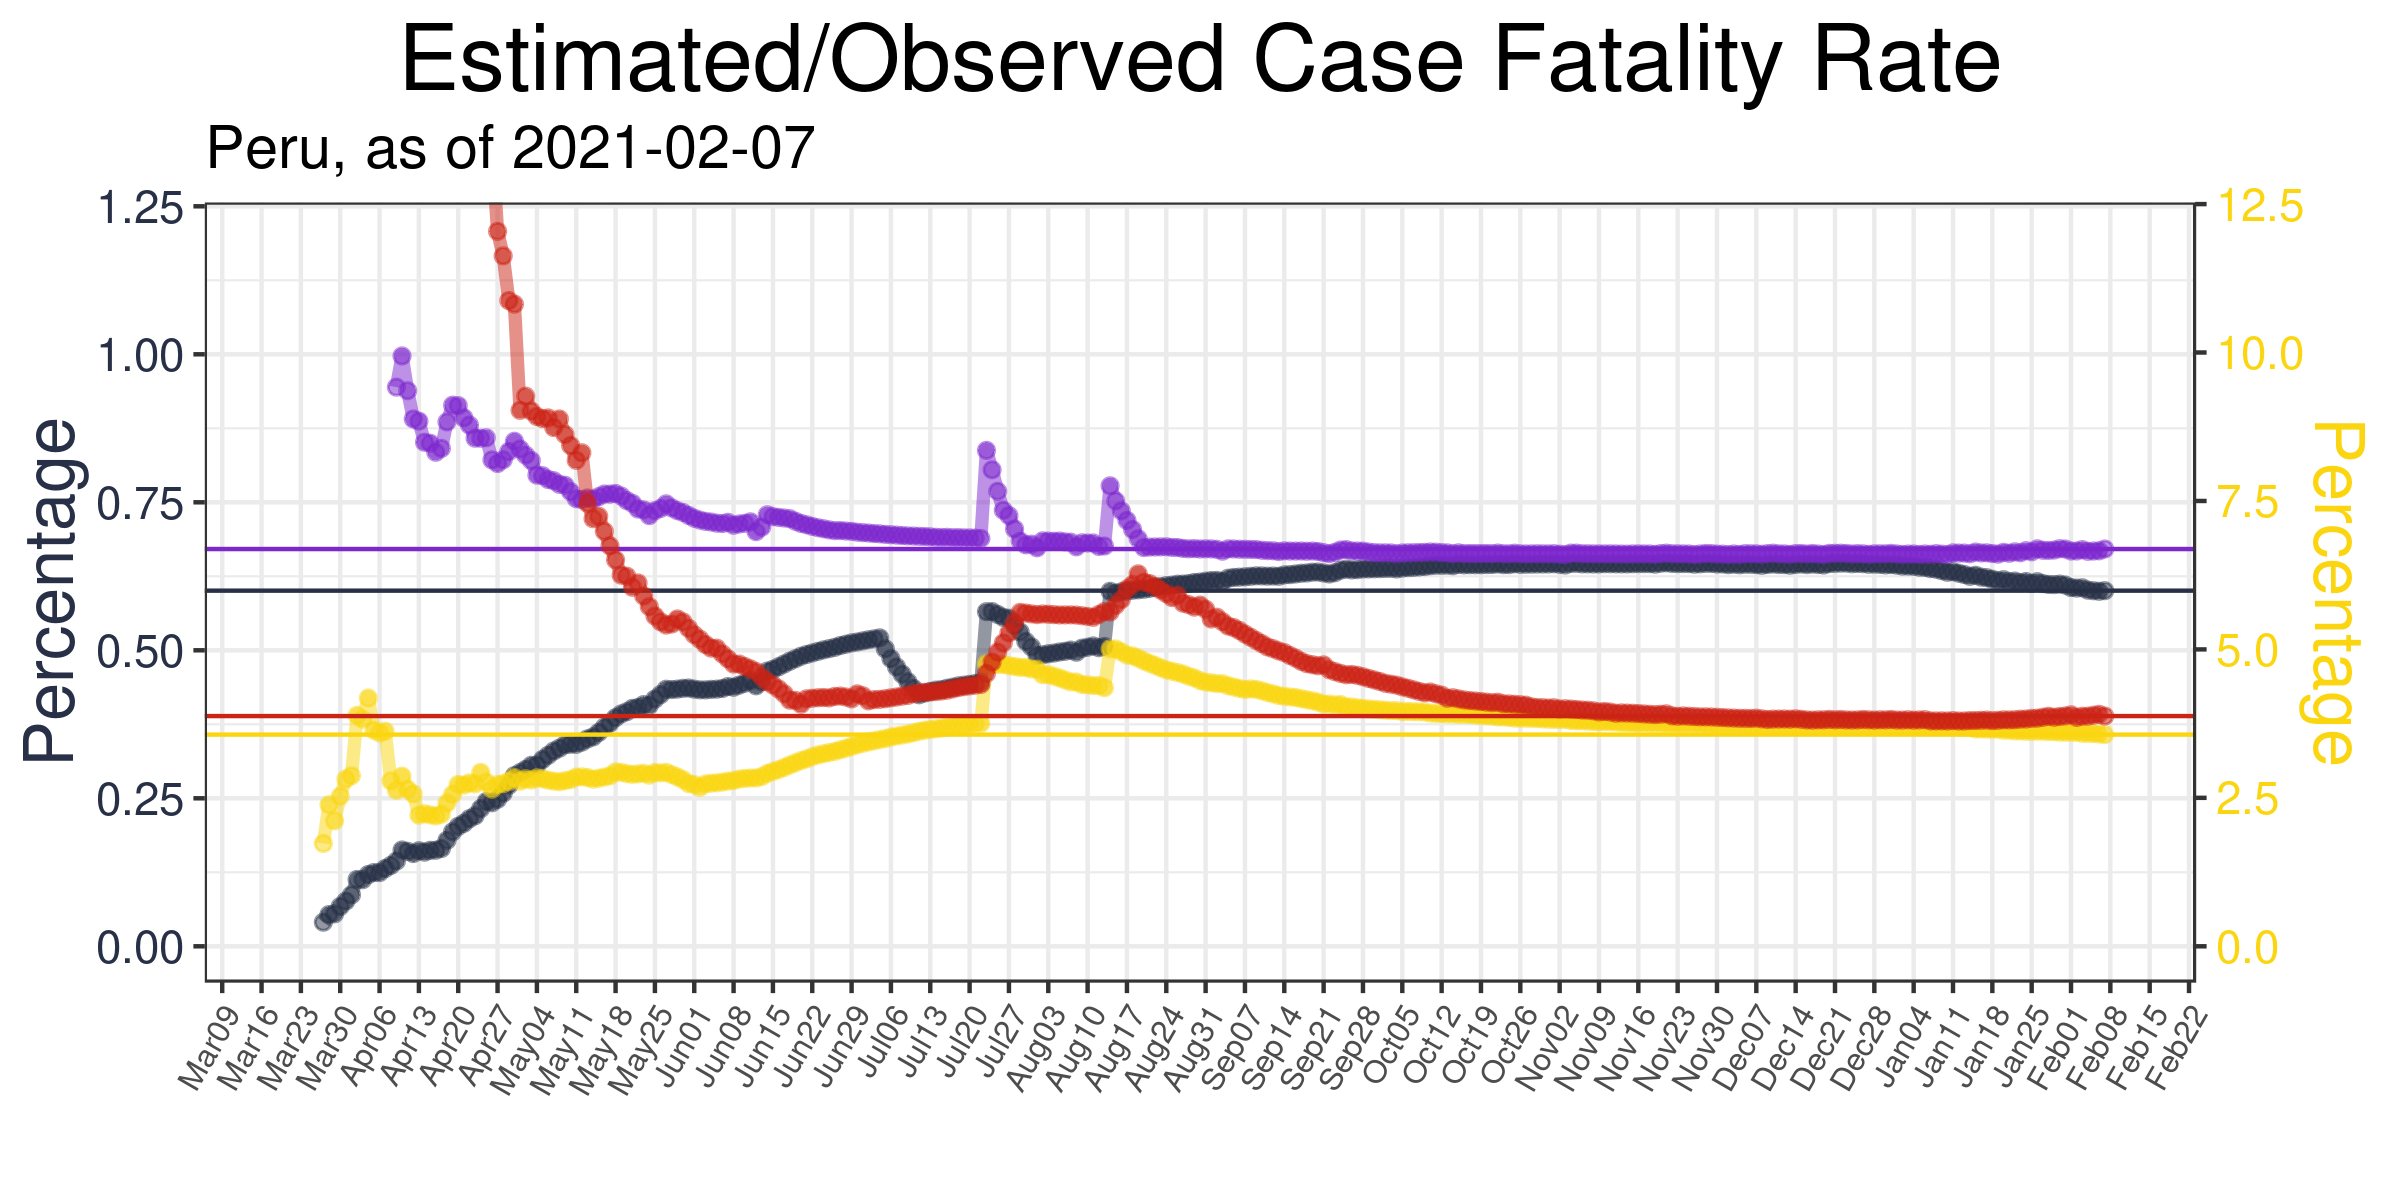 Estimated/Observed Case Fatality Rate
Peru, as of 2021-02-07
Percentage
1.25
1.00
0.75
0.50
0.25
0.00
12.5
10.0
7.5
5.0
2.5
0.0
Percentage
Mar09
Mar16
Mar23
Mar30
Apr06
Apr13
Apr20
Apr27
May04
May11
May18
May25
Jun01
Jun08
Jun15
Jun22
Jun29
Jul06
Jul13
Jul20
Jul27
Aug03
Aug10
Aug17
Aug24
Aug31
Sep07
Sep14
Sep21
Sep28
Oct05
Oct12
Oct19
Oct26
Nov02
Nov09
Nov16
Nov23
Nov30
Dec07
Dec14
Dec21
Dec28
Jan04
Jan11
Jan18
Jan25
Feb01
Feb08
Feb15
Feb22